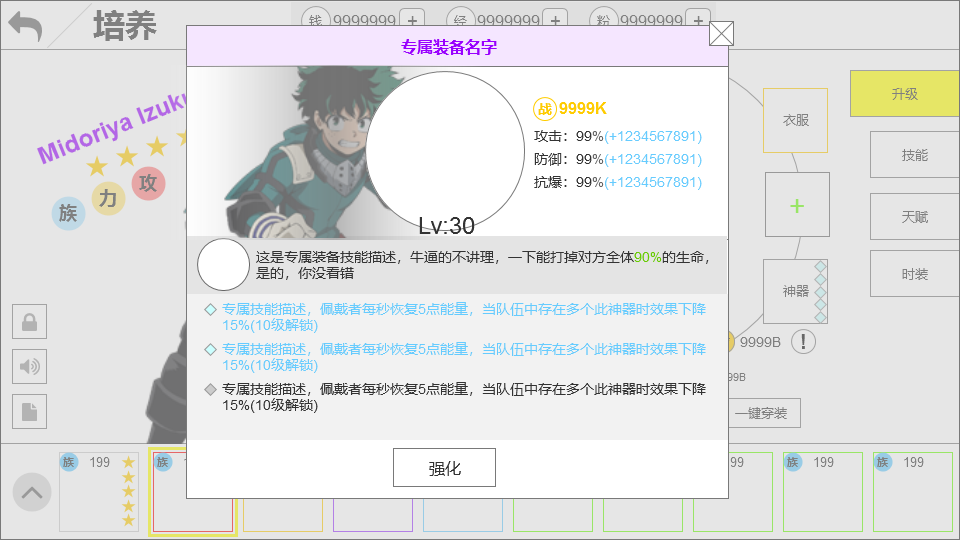 培养
钱 9999999 +
经 9999999 +
粉 9999999 +
专属装备名字
Midoriya Izuku
族 力 攻
战 9999K
攻击：99%(+1234567891)
防御：99%(+1234567891)
抗爆：99%(+1234567891)
Lv:30
这是专属装备技能描述，牛逼的不讲理，一下能打掉对方全体90%的生命，
是的，你没看错
专属技能描述，佩戴者每秒恢复5点能量，当队伍中存在多个此神器时效果下降
15%(10级解锁)
专属技能描述，佩戴者每秒恢复5点能量，当队伍中存在多个此神器时效果下降
15%(10级解锁)
专属技能描述，佩戴者每秒恢复5点能量，当队伍中存在多个此神器时效果下降
15%(10级解锁)
强化
衣服
+
神器
9999B !
99B
一键穿装
升级
技能
天赋
时装
族 199
族 1
99
族 199
族 199